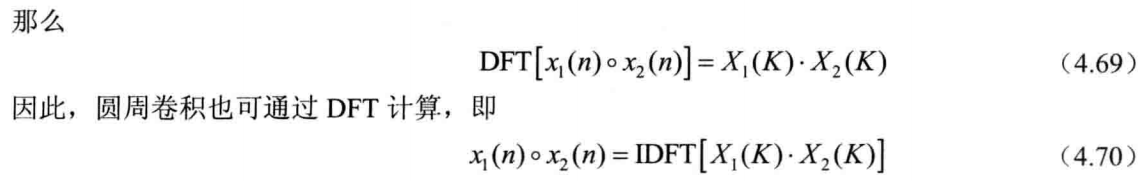 那么
DFT[x₁(n)∘x₂(n)]=X₁(K)·X₂(K) （4.69）
因此，圆周卷积也可通过 DFT 计算，即
x₁(n)∘x₂(n)=IDFT[X₁(K)·X₂(K)] （4.70）